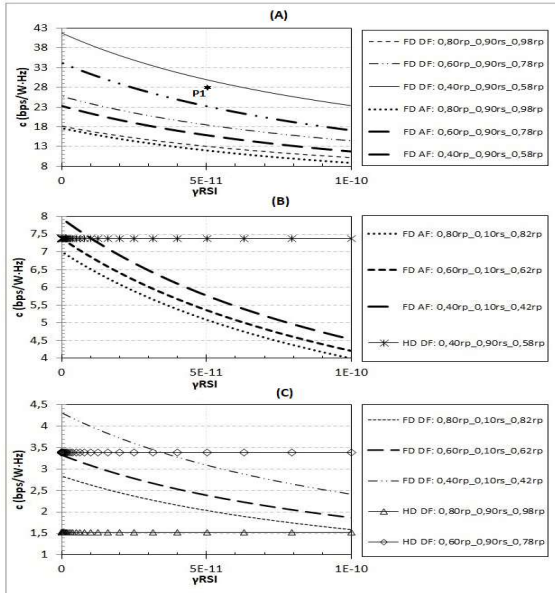 (A)
43
38
33
28
23
18
13
8
c (bps/W·Hz)
P1
0
5E-11
1E-10
γRSI
FD DF: 0,80rp_0,90rs_0,98rp
FD DF: 0,60rp_0,90rs_0,78rp
FD DF: 0,40rp_0,90rs_0,58rp
FD AF: 0,80rp_0,90rs_0,98rp
FD AF: 0,60rp_0,90rs_0,78rp
FD AF: 0,40rp_0,90rs_0,58rp
(B)
8
7,5
7
6,5
6
5,5
5
4,5
4
c (bps/W·Hz)
0
5E-11
1E-10
γRSI
FD AF: 0,80rp_0,10rs_0,82rp
FD AF: 0,60rp_0,10rs_0,62rp
FD AF: 0,40rp_0,10rs_0,42rp
HD DF: 0,40rp_0,90rs_0,58rp
(C)
4,5
4
3,5
3
2,5
2
1,5
1
c (bps/W·Hz)
0
5E-11
1E-10
γRSI
FD DF: 0,80rp_0,10rs_0,82rp
FD DF: 0,60rp_0,10rs_0,62rp
FD DF: 0,40rp_0,10rs_0,42rp
HD DF: 0,80rp_0,90rs_0,98rp
HD DF: 0,60rp_0,90rs_0,78rp